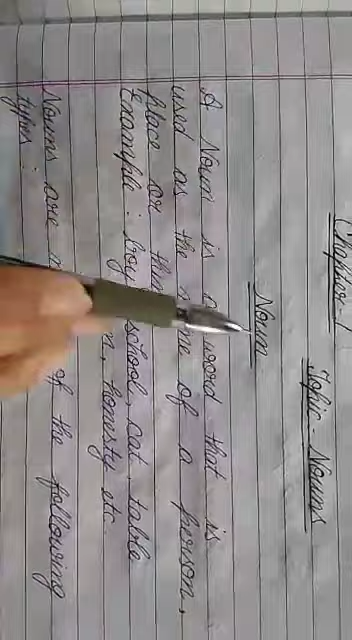 Chapter-1
Topic- Nouns
Noun
A Noun is a word that is
used as the name of a person,
place or
Example: boy school, cat, table
honesty etc.
Nouns are of the following
types: